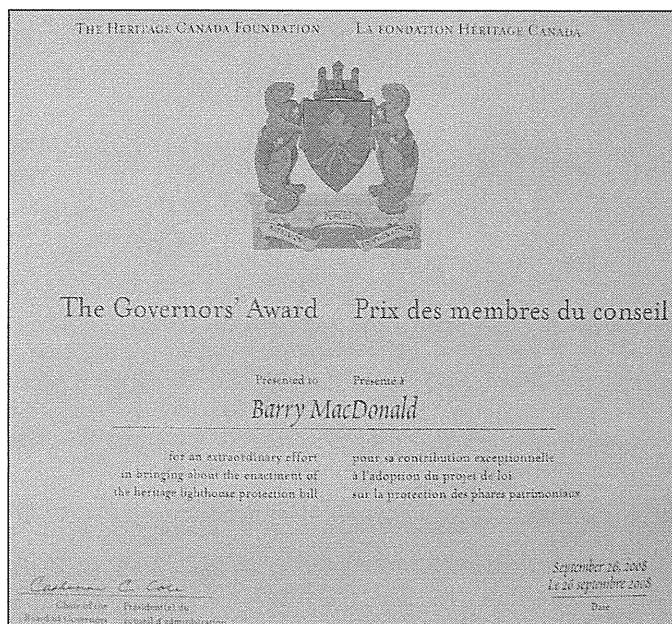 THE HERITAGE CANADA FOUNDATION LA FONDATION HÉRITAGE CANADA
The Governors' Award Prix des membres du conseil
Presented to Présenté à
Barry MacDonald
for an extraordinary effort
in bringing about the enactment of
the heritage lighthouse protection bill
pour sa contribution exceptionnelle
à l'adoption du projet de loi
sur la protection des phares patrimoniaux
September 26, 2008
Le 26 septembre 2008
Date
C. Cote
Chair of the Président(e) du
Board of Governors conseil d'administration